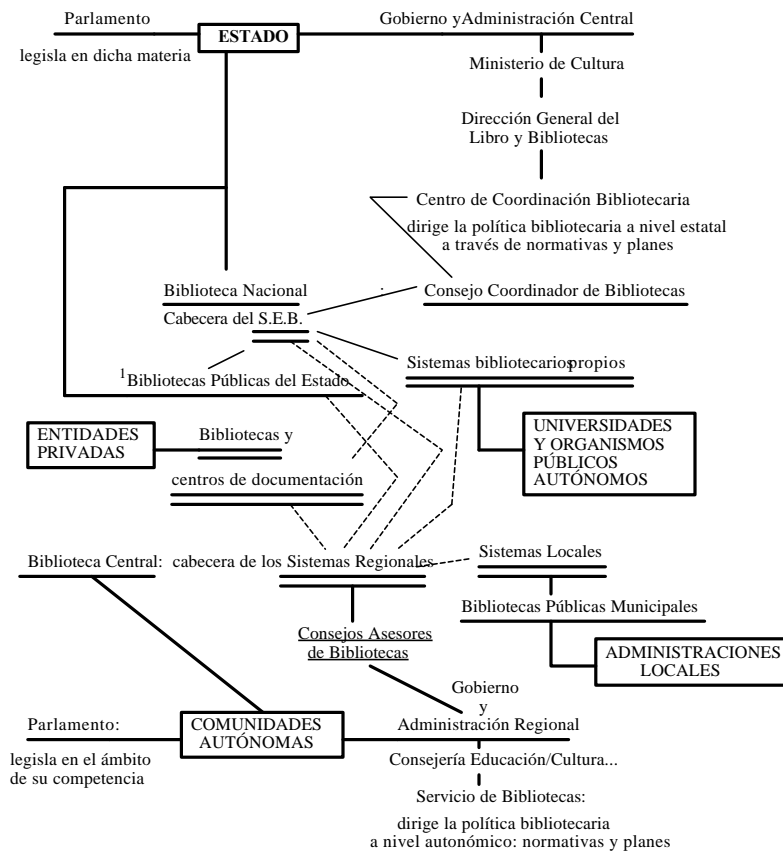 Parlamento
ESTADO
Gobierno yAdministración Central
legisla en dicha materia
Ministerio de Cultura
Dirección General del
Libro y Bibliotecas
Centro de Coordinación Bibliotecaria
dirige la política bibliotecaria a nivel estatal
a través de normativas y planes
Biblioteca Nacional
Consejo Coordinador de Bibliotecas
Cabecera del S.E.B.
Sistemas bibliotecarios propios
1Bibliotecas Públicas del Estado
ENTIDADES
PRIVADAS
Bibliotecas y
centros de documentación
UNIVERSIDADES
Y ORGANISMOS
PÚBLICOS
AUTÓNOMOS
Biblioteca Central: cabecera de los Sistemas Regionales
Sistemas Locales
Bibliotecas Públicas Municipales
Consejos Asesores
de Bibliotecas
ADMINISTRACIONES
LOCALES
Gobierno
y
Parlamento:
COMUNIDADES
AUTÓNOMAS
Administración Regional
legisla en el ámbito
de su competencia
Consejería Educación/Cultura...
Servicio de Bibliotecas:
dirige la política bibliotecaria
a nivel autonómico: normativas y planes